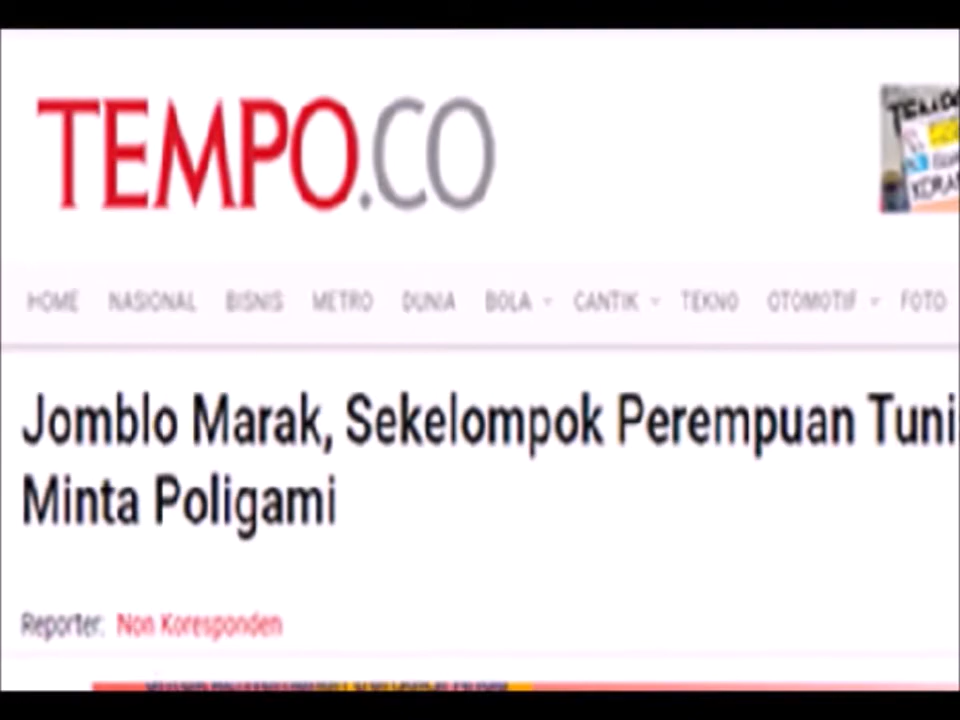 TEMPO.CO
HOME NASIONAL BISNIS METRO DUNIA BOLA CANTIK TEKNO OTOMOTIF FOTO
Jomblo Marak, Sekelompok Perempuan Tuni
Minta Poligami
Reporter: Non Koresponden